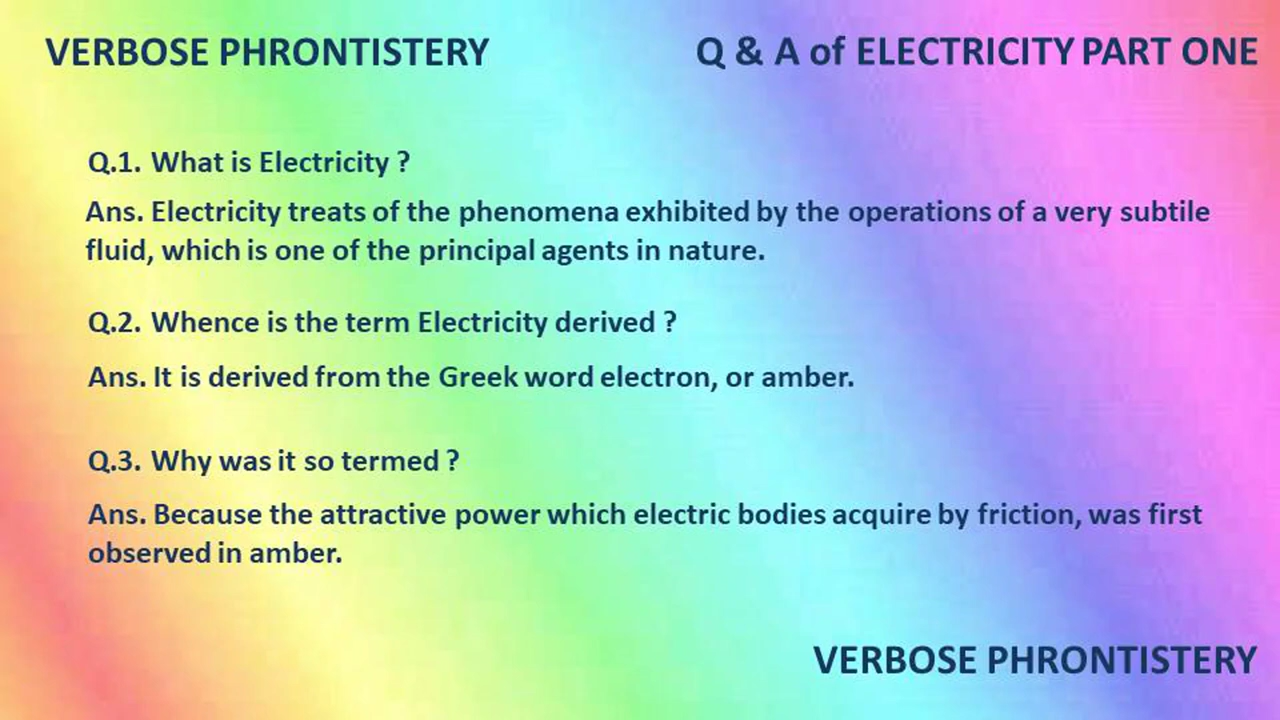 VERBOSE PHRONTISTERY
Q & A of ELECTRICITY PART ONE
Q.1. What is Electricity ?
Ans. Electricity treats of the phenomena exhibited by the operations of a very subtile
fluid, which is one of the principal agents in nature.
Q.2. Whence is the term Electricity derived ?
Ans. It is derived from the Greek word electron, or amber.
Q.3. Why was it so termed ?
Ans. Because the attractive power which electric bodies acquire by friction, was first
observed in amber.
VERBOSE PHRONTISTERY